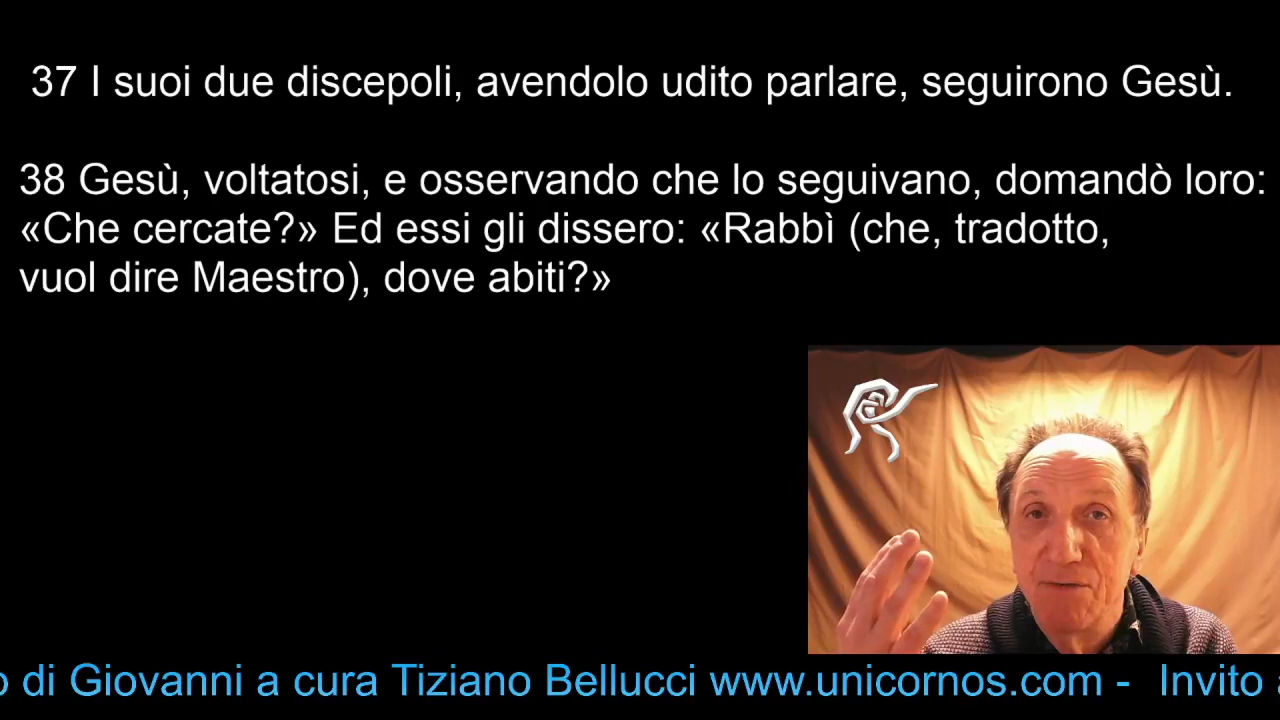 37 I suoi due discepoli, avendolo udito parlare, seguirono Gesù.
38 Gesù, voltatosi, e osservando che lo seguivano, domandò loro:
«Che cercate?» Ed essi gli dissero: «Rabbì (che, tradotto,
vuol dire Maestro), dove abiti?»
o di Giovanni a cura Tiziano Bellucci www.unicornos.com - Invito